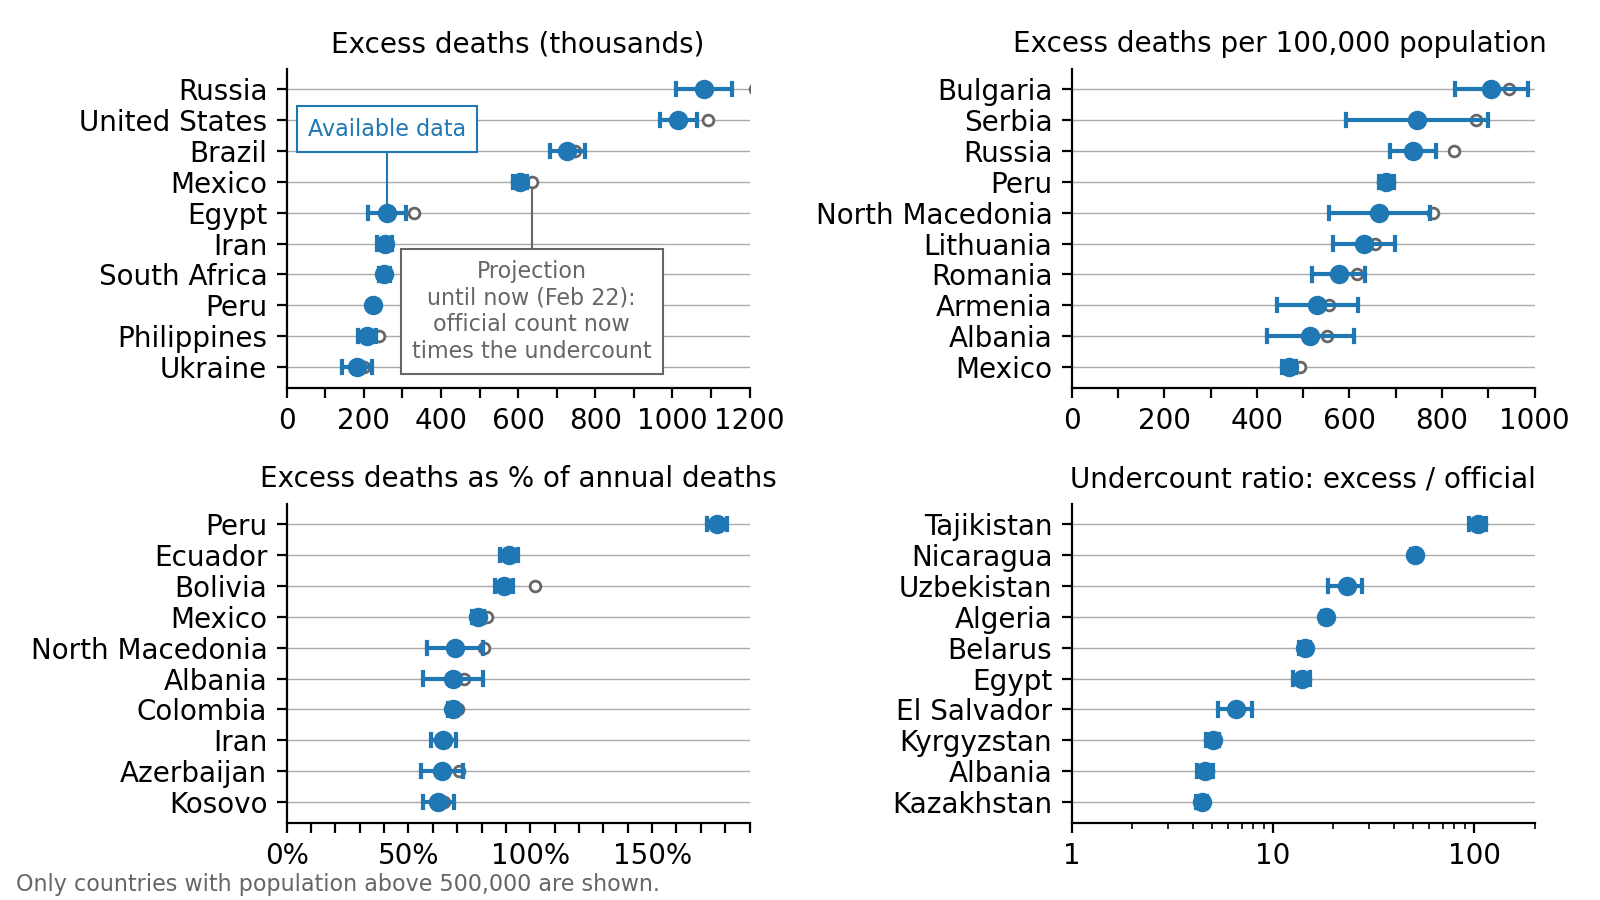 Excess deaths (thousands)
Russia
United States
Brazil
Mexico
Egypt
Iran
South Africa
Peru
Philippines
Ukraine
Available data
Projection
until now (Feb 22):
official count now
times the undercount
0 200 400 600 800 1000 1200
Excess deaths per 100,000 population
Bulgaria
Serbia
Russia
Peru
North Macedonia
Lithuania
Romania
Armenia
Albania
Mexico
0 200 400 600 800 1000
Excess deaths as % of annual deaths
Peru
Ecuador
Bolivia
Mexico
North Macedonia
Albania
Colombia
Iran
Azerbaijan
Kosovo
0% 50% 100% 150%
Undercount ratio: excess / official
Tajikistan
Nicaragua
Uzbekistan
Algeria
Belarus
Egypt
El Salvador
Kyrgyzstan
Albania
Kazakhstan
1 10 100
Only countries with population above 500,000 are shown.